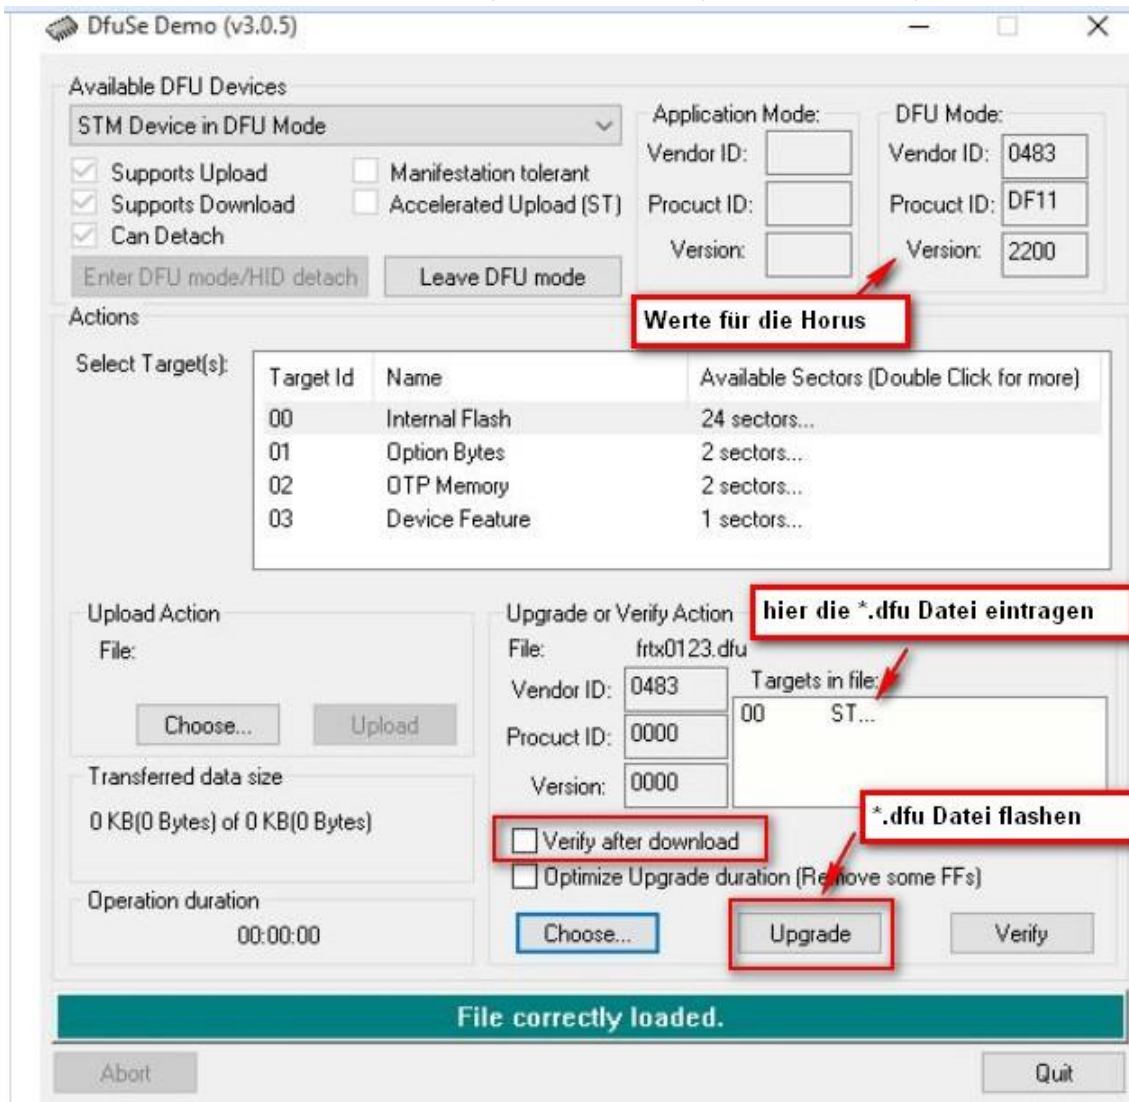 DfuSe Demo (v3.0.5)
Available DFU Devices
STM Device in DFU Mode
Supports Upload
Manifestation tolerant
Supports Download
Accelerated Upload (ST)
Can Detach
Enter DFU mode/HID detach
Leave DFU mode
Application Mode:
Vendor ID:
Procuct ID:
Version:
DFU Mode:
Vendor ID: 0483
Procuct ID: DF11
Version: 2200
Werte für die Horus
Actions
Select Target(s):
Target Id Name Available Sectors (Double Click for more)
00 Internal Flash 24 sectors...
01 Option Bytes 2 sectors...
02 OTP Memory 2 sectors...
03 Device Feature 1 sectors...
Upload Action
File:
Choose...
Upload
Transferred data size
0 KB(0 Bytes) of 0 KB(0 Bytes)
Operation duration
00:00:00
Upgrade or Verify Action
hier die *.dfu Datei eintragen
File: frtx0123.dfu
Vendor ID: 0483
Procuct ID: 0000
Version: 0000
Targets in file:
00 ST...
*.dfu Datei flashen
Verify after download
Optimize Upgrade duration (Remove some FFs)
Choose...
Upgrade
Verify
File correctly loaded.
Abort
Quit